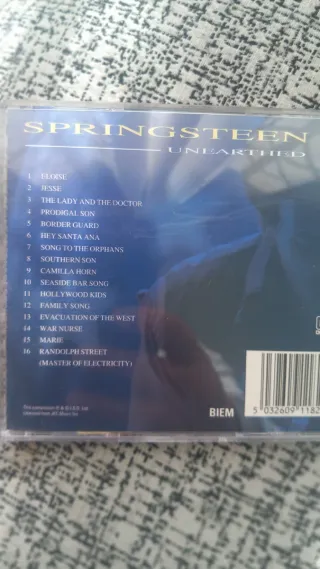 SPRINGSTEEN
UNEARTHED
1 ELOISE
2 JESSE
3 THE LADY AND THE DOCTOR
4 PRODIGAL SON
5 BORDER GUARD
6 HEY SANTA ANA
7 SONG TO THE ORPHANS
8 SOUTHERN SON
9 CAMILLA HORN
10 SEASIDE BAR SONG
11 HOLLYWOOD KIDS
12 FAMILY SONG
13 EVACUATION OF THE WEST
14 WAR NURSE
15 MARIE
16 RANDOLPH STREET
(MASTER OF ELECTRICITY)
BIEM
5 032609 1182